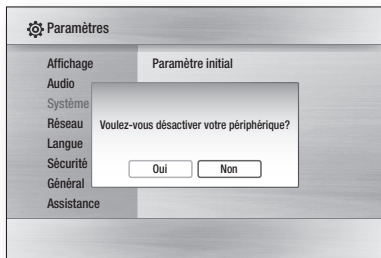 Paramètres
Affichage
Paramètre initial
Audio
Système
Réseau
Langue
Sécurité
Général
Assistance
Voulez-vous désactiver votre périphérique?
Oui
Non